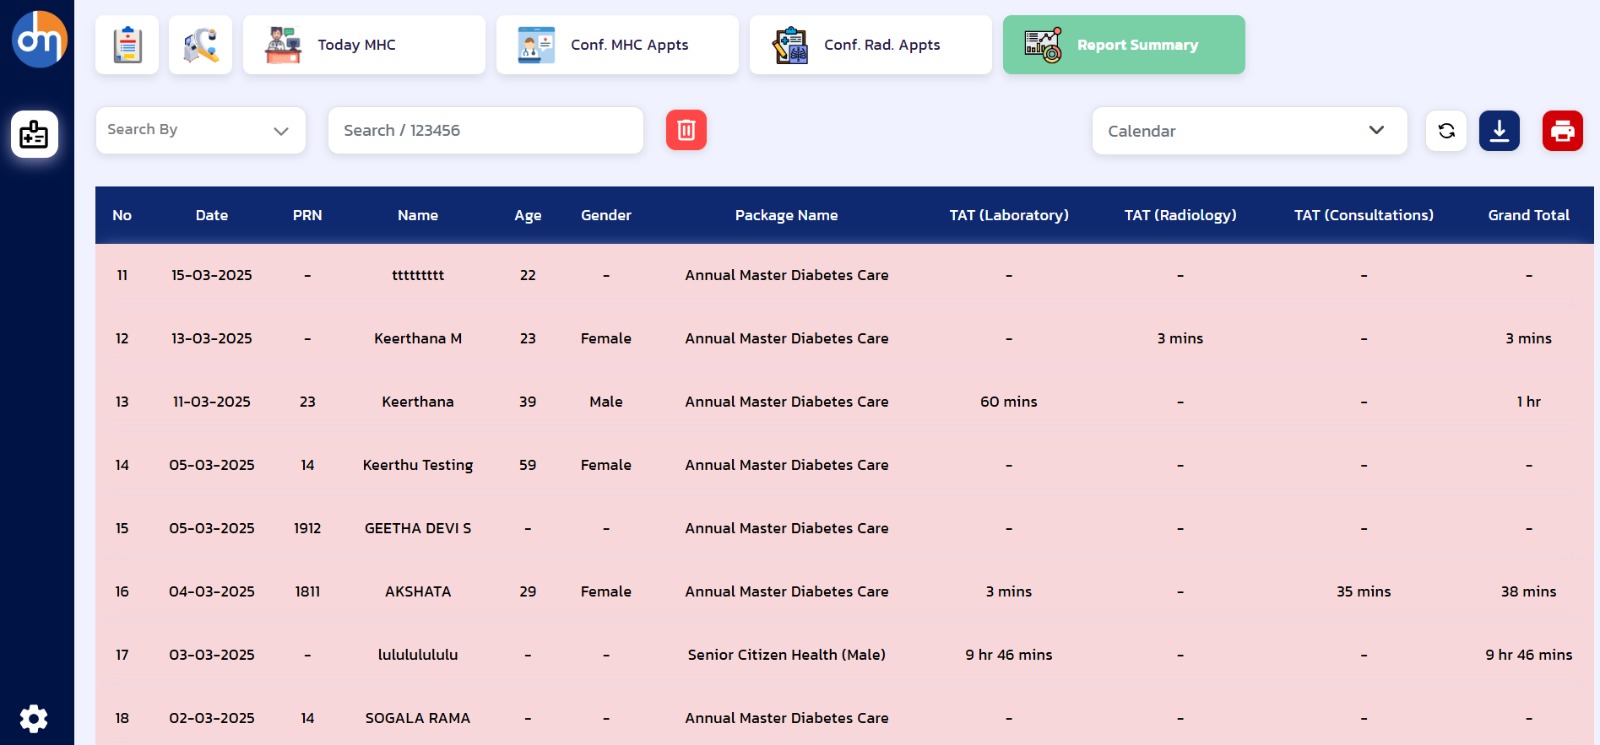 dm
Today MHC
Conf. MHC Appts
Conf. Rad. Appts
Report Summary
Search By
Search / 123456
Calendar
No Date PRN Name Age Gender Package Name TAT (Laboratory) TAT (Radiology) TAT (Consultations) Grand Total
11 15-03-2025 - ttttttttt 22 - Annual Master Diabetes Care - - - -
12 13-03-2025 - Keerthana M 23 Female Annual Master Diabetes Care - 3 mins - 3 mins
13 11-03-2025 23 Keerthana 39 Male Annual Master Diabetes Care 60 mins - - 1 hr
14 05-03-2025 14 Keerthu Testing 59 Female Annual Master Diabetes Care - - - -
15 05-03-2025 1912 GEETHA DEVI S - - Annual Master Diabetes Care - - - -
16 04-03-2025 1811 AKSHATA 29 Female Annual Master Diabetes Care 3 mins - 35 mins 38 mins
17 03-03-2025 - lulululululu - - Senior Citizen Health (Male) 9 hr 46 mins - - 9 hr 46 mins
18 02-03-2025 14 SOGALA RAMA - - Annual Master Diabetes Care - - - -